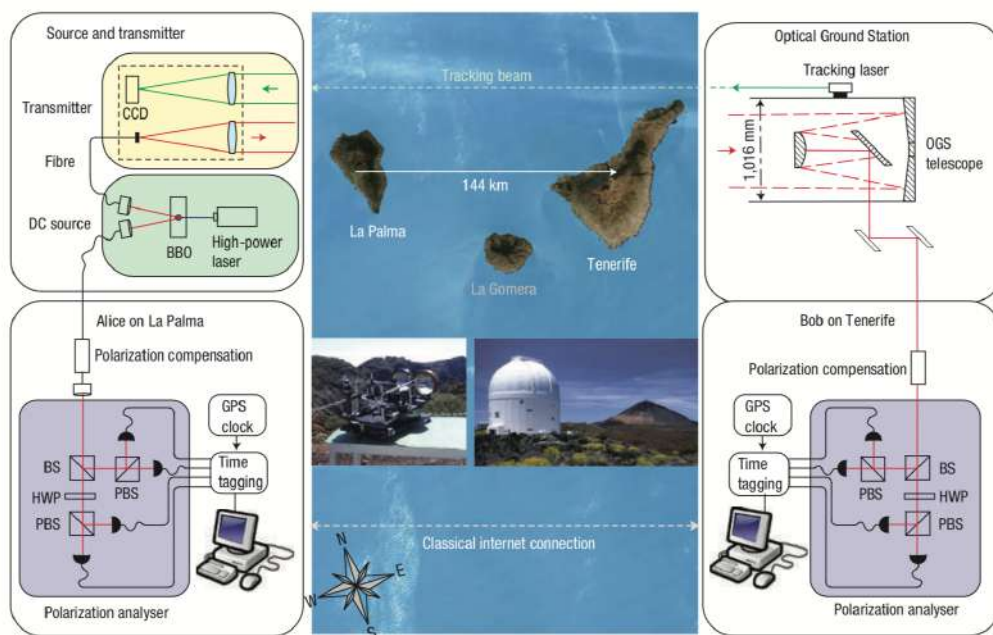 Source and transmitter
Transmitter
CCD
Fibre
DC source
BBO
High-power
laser
Alice on La Palma
Polarization compensation
GPS
clock
BS
PBS
Time
tagging
HWP
PBS
Polarization analyser
Tracking beam
144 km
La Palma
Tenerife
La Gomera
Classical internet connection
N
E
W
S
Optical Ground Station
Tracking laser
1,016 mm
OGS
telescope
Bob on Tenerife
Polarization compensation
GPS
clock
Time
tagging
BS
PBS
HWP
PBS
Polarization analyser